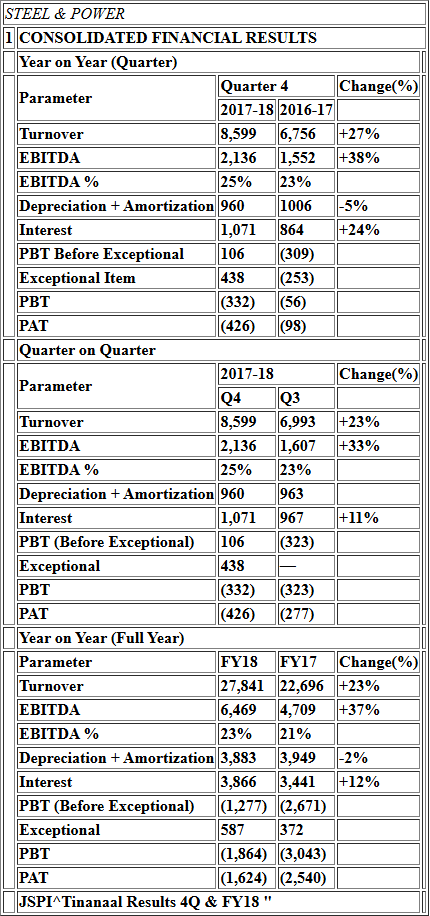 STEEL & POWER
1 CONSOLIDATED FINANCIAL RESULTS
Year on Year (Quarter)
Parameter Quarter 4 Change(%)
2017-18 2016-17
Turnover 8,599 6,756 +27%
EBITDA 2,136 1,552 +38%
EBITDA % 25% 23%
Depreciation + Amortization 960 1006 -5%
Interest 1,071 864 +24%
PBT Before Exceptional 106 (309)
Exceptional Item 438 (253)
PBT (332) (56)
PAT (426) (98)
Quarter on Quarter
Parameter 2017-18 Change(%)
Q4 Q3
Turnover 8,599 6,993 +23%
EBITDA 2,136 1,607 +33%
EBITDA % 25% 23%
Depreciation + Amortization 960 963
Interest 1,071 967 +11%
PBT (Before Exceptional) 106 (323)
Exceptional 438 —
PBT (332) (323)
PAT (426) (277)
Year on Year (Full Year)
Parameter FY18 FY17 Change(%)
Turnover 27,841 22,696 +23%
EBITDA 6,469 4,709 +37%
EBITDA % 23% 21%
Depreciation + Amortization 3,883 3,949 -2%
Interest 3,866 3,441 +12%
PBT (Before Exceptional) (1,277) (2,671)
Exceptional 587 372
PBT (1,864) (3,043)
PAT (1,624) (2,540)
JSPI^Tinanaal Results 4Q & FY18 "